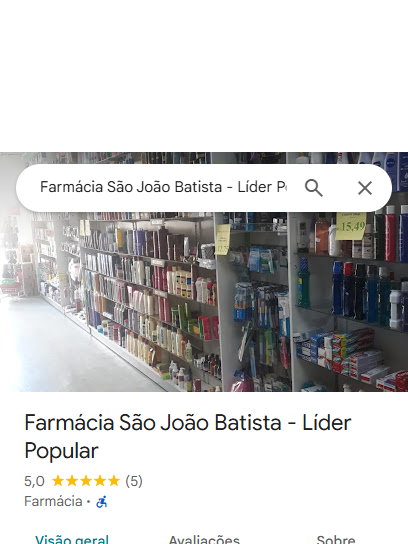 Farmácia São João Batista - Líder P
15,49
Farmácia São João Batista - Líder
Popular
5,0 (5)
Farmácia ·
Visão geral Avaliações Sobre